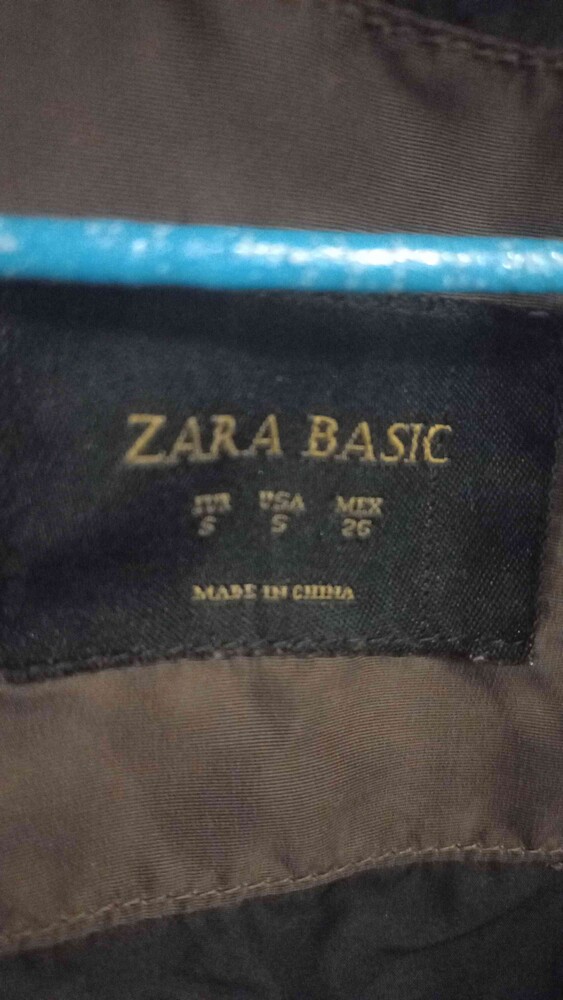 ZARA BASIC
EUR USA MEX
S S 26
MADE IN CHINA